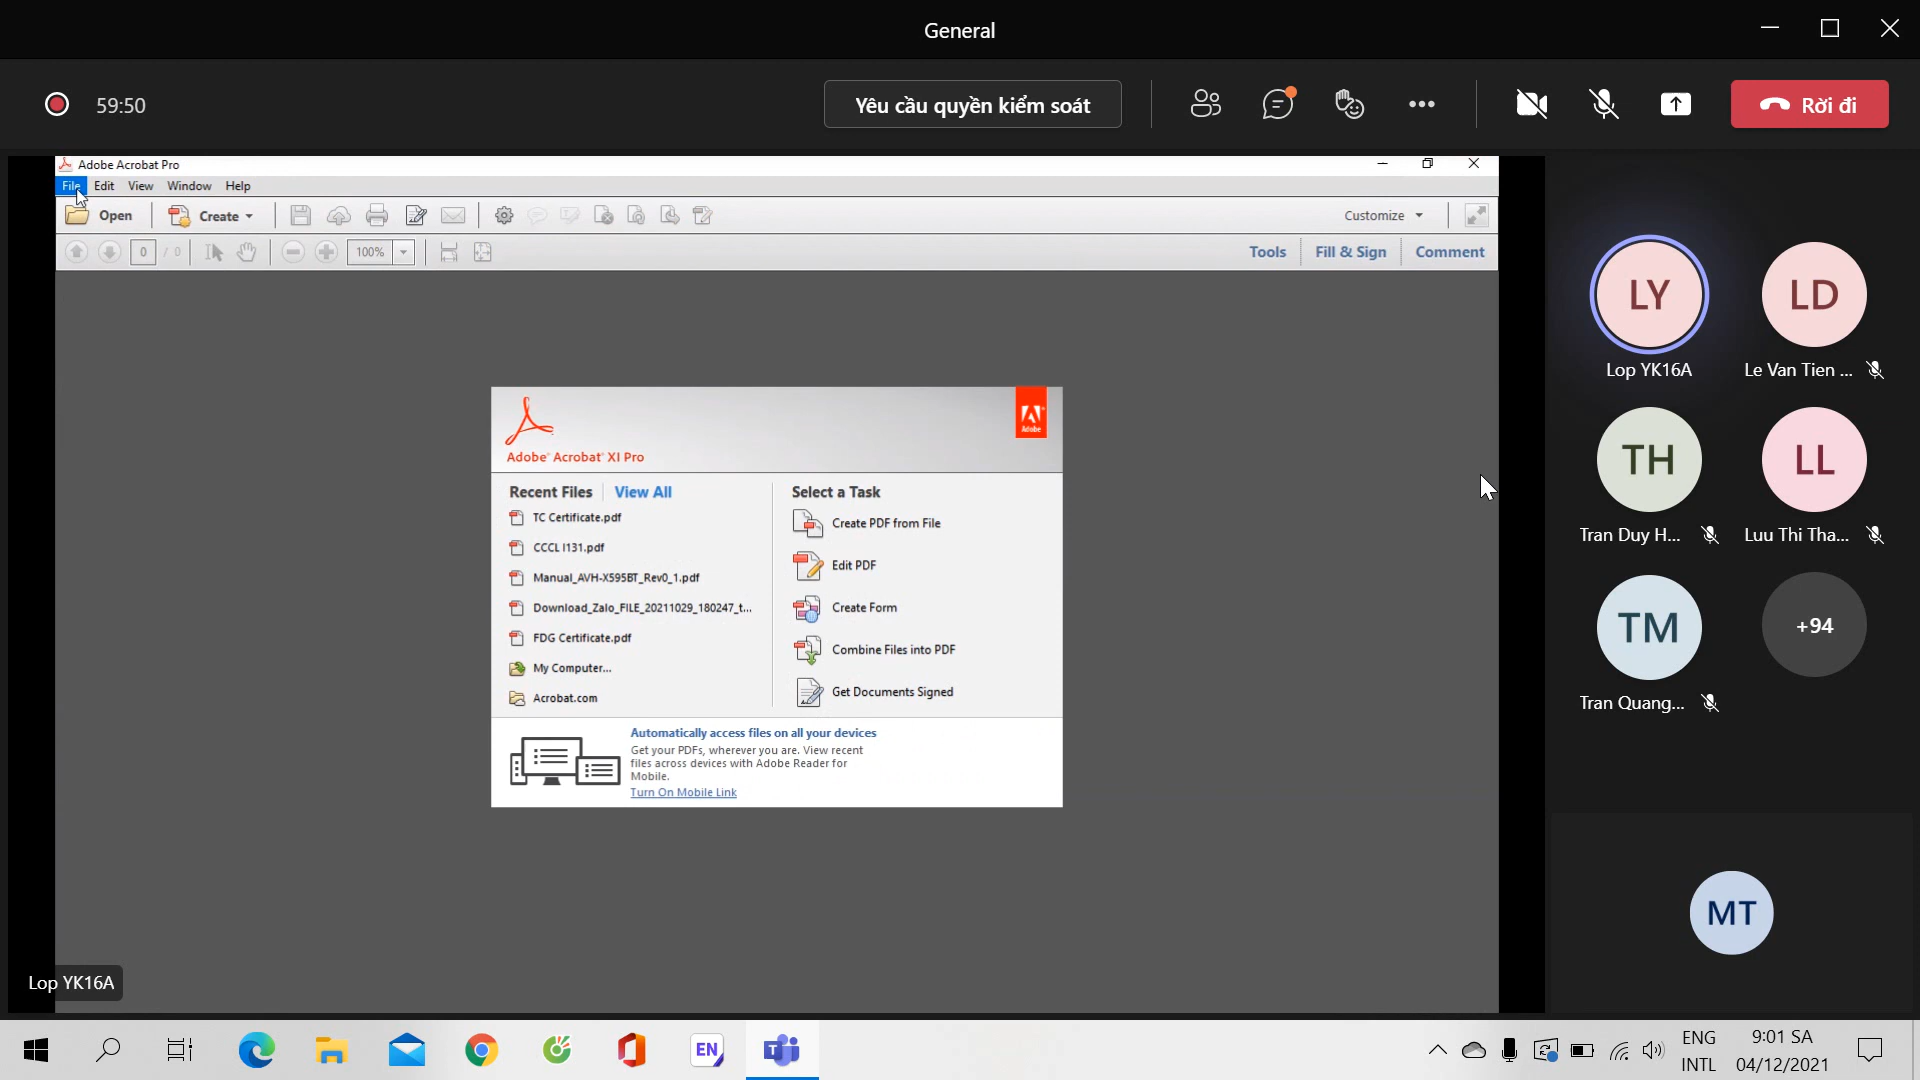 General
59:50
Yêu cầu quyền kiểm soát
Rời đi
Adobe Acrobat Pro
File Edit View Window Help
Open Create Customize
0 / 0 100% Tools Fill & Sign Comment
Adobe® Acrobat® XI Pro
Adobe
Recent Files View All
TC Certificate.pdf
CCCL I131.pdf
Manual_AVH-X595BT_Rev0_1.pdf
Download_Zalo_FILE_20211029_180247_t...
FDG Certificate.pdf
My Computer...
Acrobat.com
Select a Task
Create PDF from File
Edit PDF
Create Form
Combine Files into PDF
Get Documents Signed
Automatically access files on all your devices
Get your PDFs, wherever you are. View recent
files across devices with Adobe Reader for
Mobile.
Turn On Mobile Link
Lop YK16A
LY LD
Lop YK16A Le Van Tien ...
TH LL
Tran Duy H... Luu Thi Tha...
TM +94
Tran Quang...
MT
EN
ENG
INTL
9:01 SA
04/12/2021